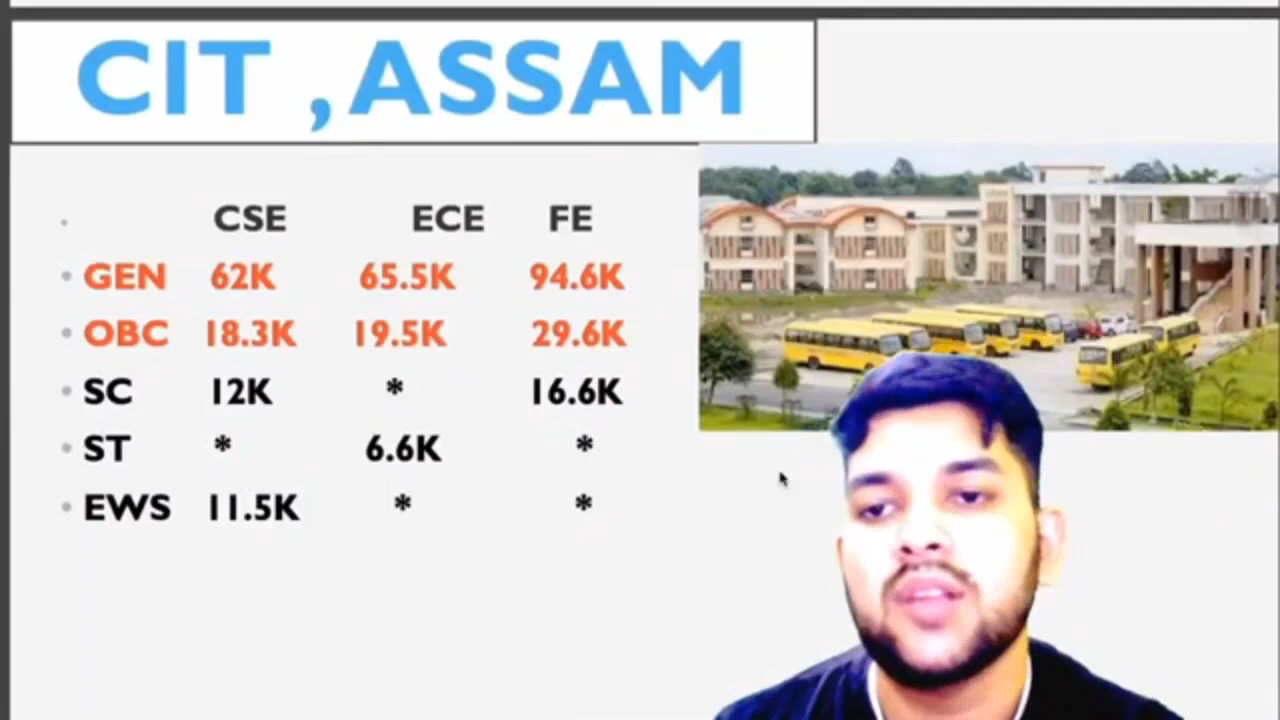 CIT , ASSAM
CSE ECE FE
GEN 62K 65.5K 94.6K
OBC 18.3K 19.5K 29.6K
SC 12K * 16.6K
ST * 6.6K *
EWS 11.5K * *